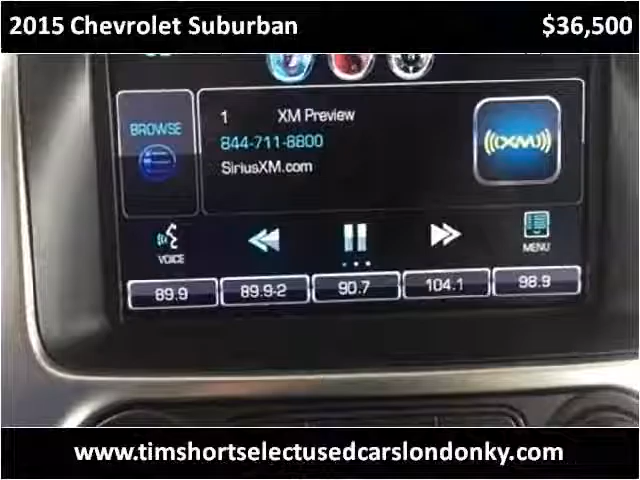 2015 Chevrolet Suburban $36,500
1 XM Preview
BROWSE
844-711-8800
SiriusXM.com
((XM))
VOICE
MENU
89.9 89.9-2 90.7 104.1 98.9
www.timshortselectusedcarslondonky.com